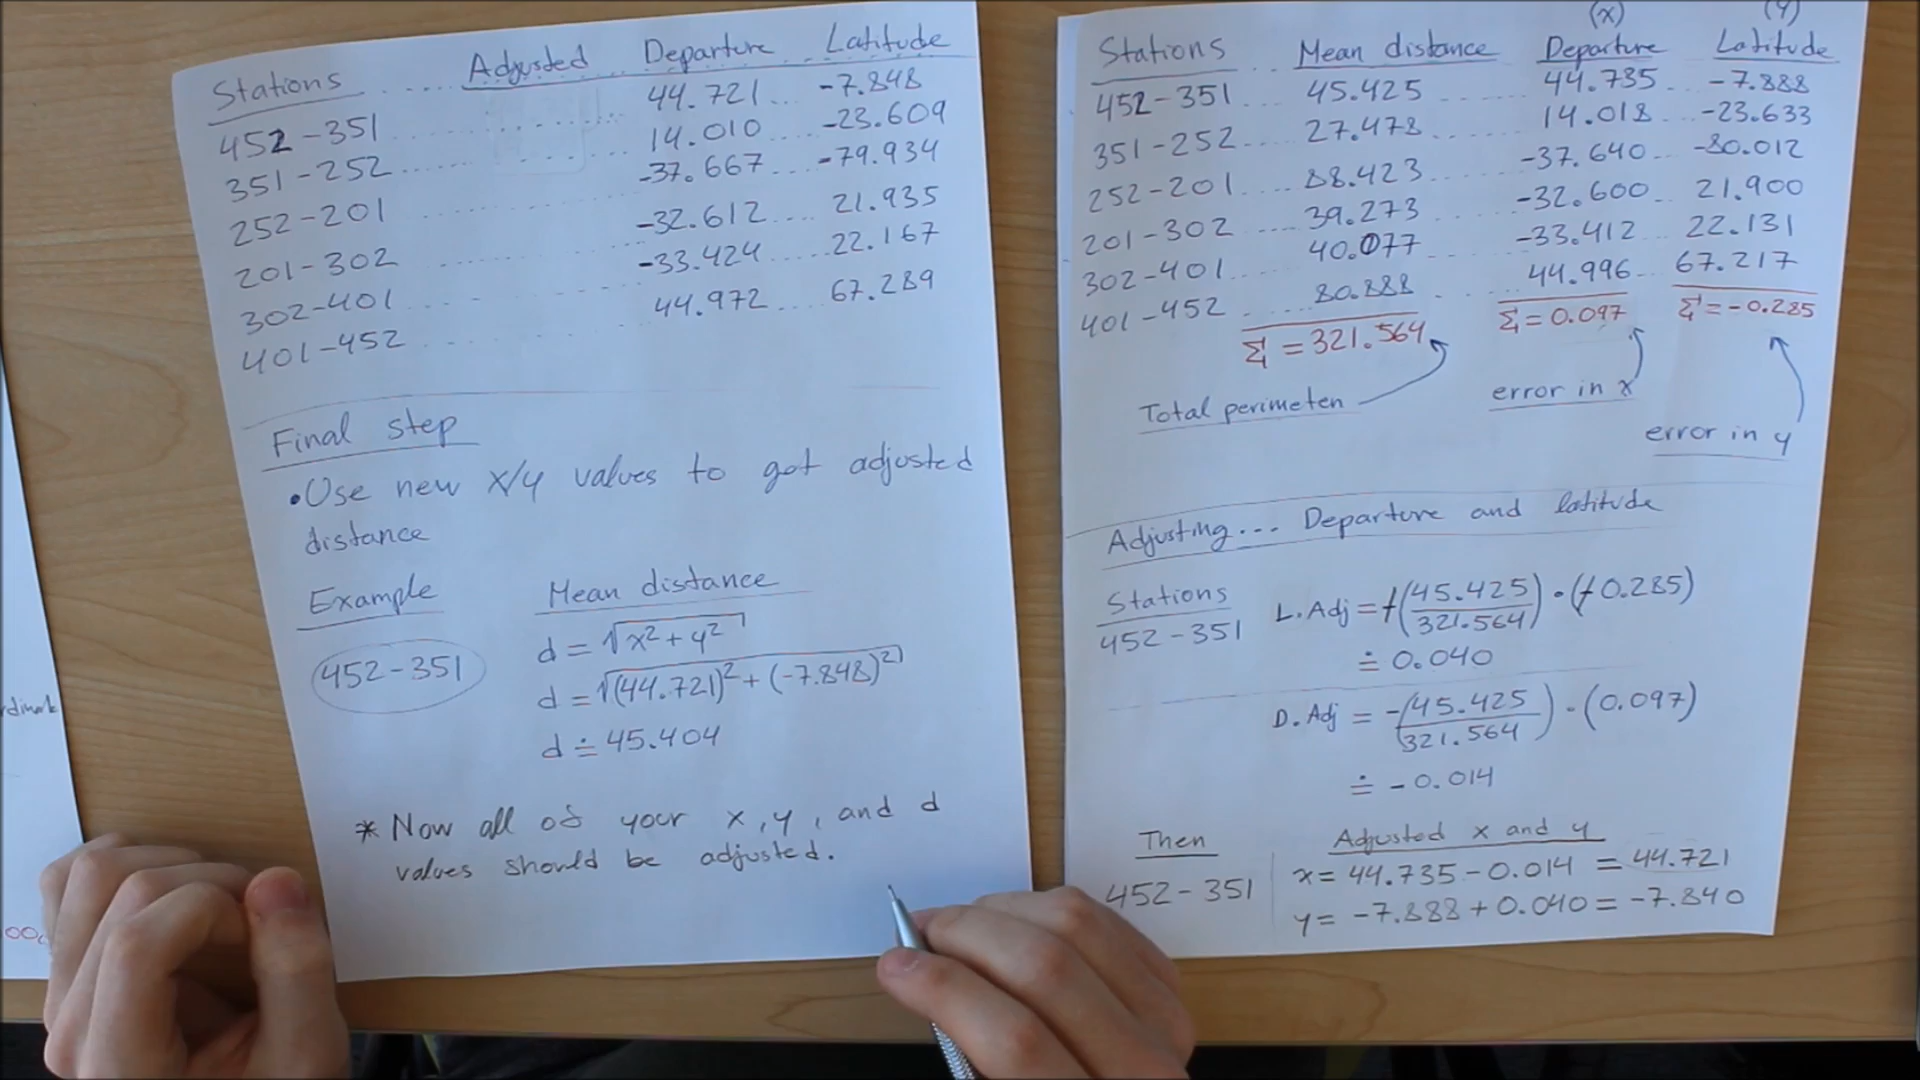 Stations Adjusted Departure Latitude
452-351 44.721 -7.848
351-252 14.010 -23.609
252-201 -37.667 -79.934
201-302 -32.612 21.935
302-401 -33.424 22.167
401-452 44.972 67.289
Final step
•Use new x/y values to get adjusted
distance
Example Mean distance
452-351
d = √x²+y²
d = √(44.721)²+(-7.848)²
d ≐ 45.404
* Now all of your x, y, and d
values should be adjusted.
(x) (y)
Stations Mean distance Departure Latitude
452-351 45.425 44.735 -7.888
351-252 27.478 14.018 -23.633
252-201 88.423 -37.640 -80.012
201-302 39.273 -32.600 21.900
302-401 40.077 -33.412 22.131
401-452 80.888 44.996 67.217
Σ = 321.564 Σ = 0.097 Σ = -0.285
Total perimeter
error in x
error in y
Adjusting... Departure and latitude
Stations
452-351
L.Adj = +(45.425/321.564)•(+0.285)
≐ 0.040
D.Adj = -(45.425/321.564)•(0.097)
≐ -0.014
Then Adjusted x and y
452-351
x= 44.735-0.014 = 44.721
y= -7.888+0.040 = -7.840